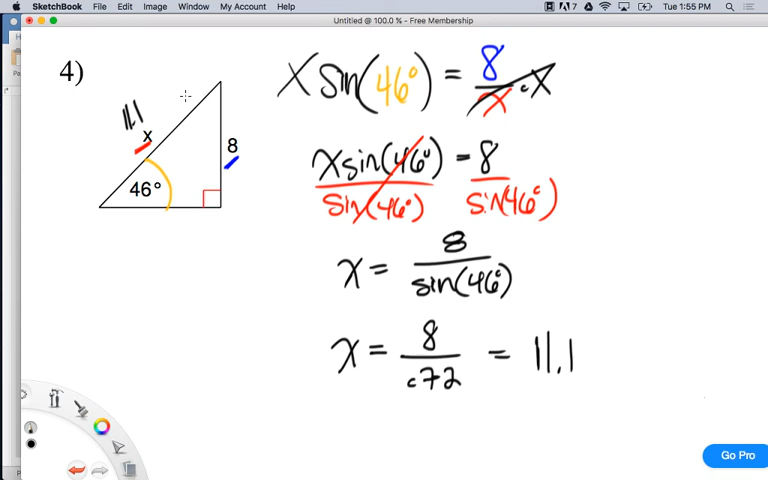 SketchBook File Edit Image Window My Account Help 7 Tue 1:55 PM
Untitled @ 100.0 % - Free Membership
4)
x sin(46°) = 8/x · x
11.1
x
8
46°
x sin(46°) = 8
sin(46°) sin(46°)
x = 8/sin(46°)
x = 8/.72 = 11.1
Go Pro